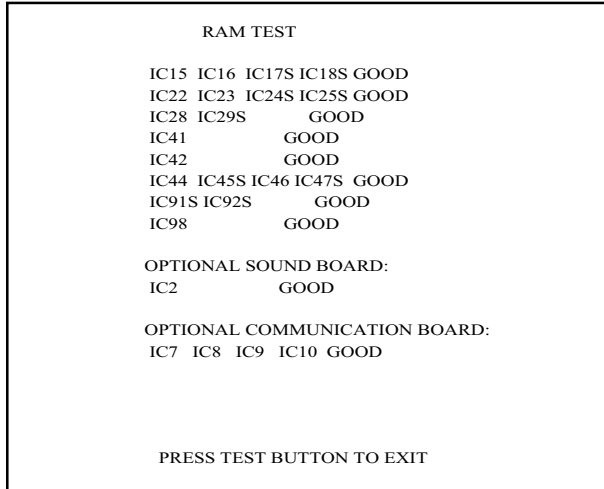 RAM TEST
IC15 IC16 IC17S IC18S GOOD
IC22 IC23 IC24S IC25S GOOD
IC28 IC29S GOOD
IC41 GOOD
IC42 GOOD
IC44 IC45S IC46 IC47S GOOD
IC91S IC92S GOOD
IC98 GOOD
OPTIONAL SOUND BOARD:
IC2 GOOD
OPTIONAL COMMUNICATION BOARD:
IC7 IC8 IC9 IC10 GOOD
PRESS TEST BUTTON TO EXIT